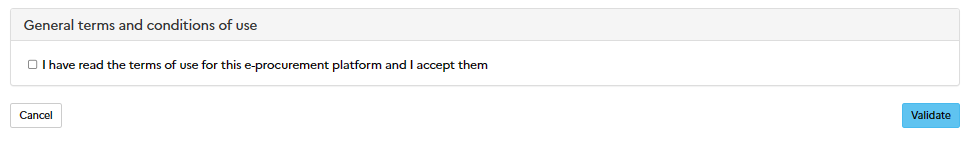 General terms and conditions of use
I have read the terms of use for this e-procurement platform and I accept them
Cancel
Validate